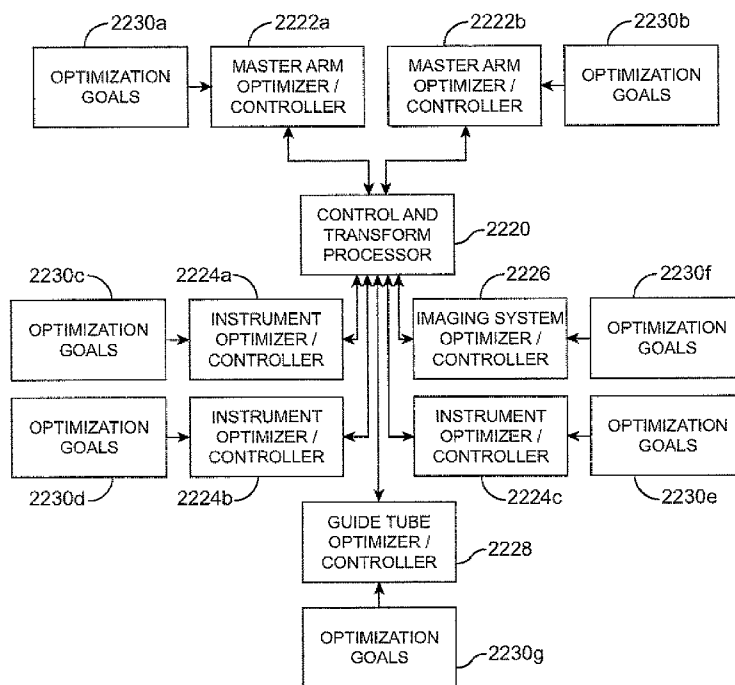 2230a
2222a
2222b
2230b
OPTIMIZATION
GOALS
MASTER ARM
OPTIMIZER /
CONTROLLER
MASTER ARM
OPTIMIZER /
CONTROLLER
OPTIMIZATION
GOALS
CONTROL AND
TRANSFORM
PROCESSOR
2220
2230c
2224a
2226
2230f
OPTIMIZATION
GOALS
INSTRUMENT
OPTIMIZER /
CONTROLLER
IMAGING SYSTEM
OPTIMIZER /
CONTROLLER
OPTIMIZATION
GOALS
OPTIMIZATION
GOALS
INSTRUMENT
OPTIMIZER /
CONTROLLER
INSTRUMENT
OPTIMIZER /
CONTROLLER
OPTIMIZATION
GOALS
2230d
2224b
2224c
2230e
GUIDE TUBE
OPTIMIZER /
CONTROLLER
2228
OPTIMIZATION
GOALS
2230g